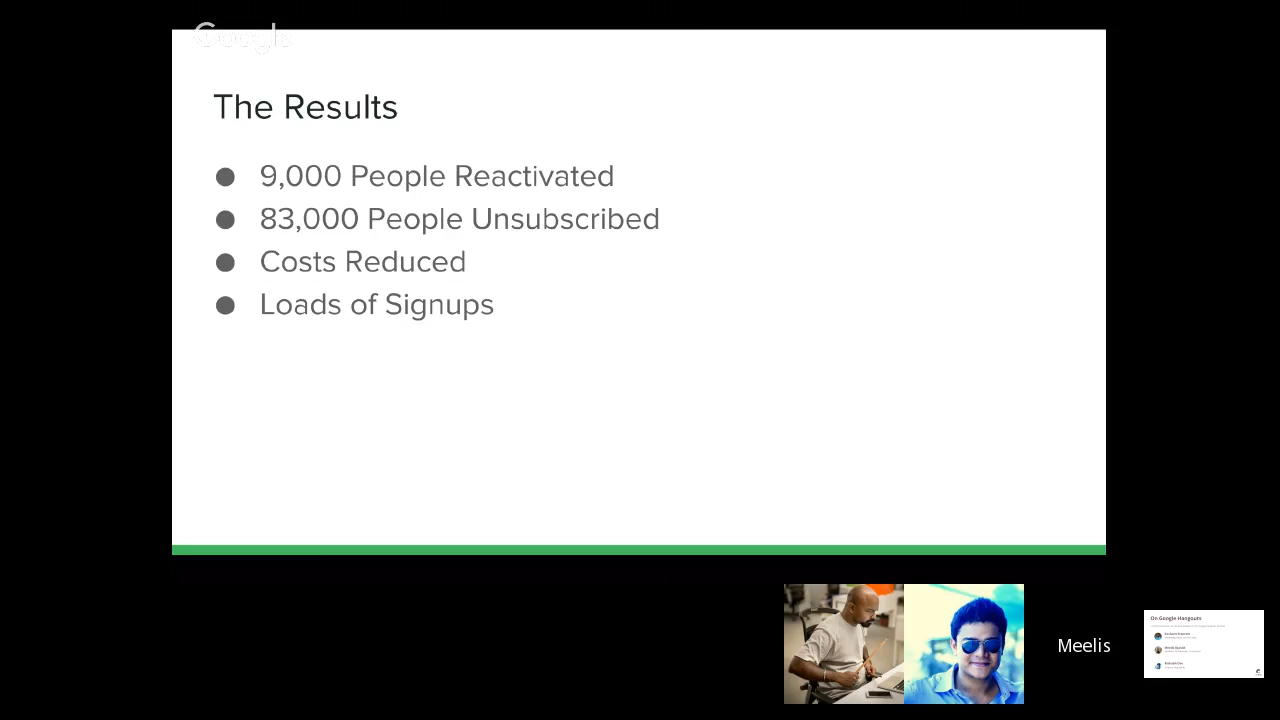 Google
The Results
● 9,000 People Reactivated
● 83,000 People Unsubscribed
● Costs Reduced
● Loads of Signups
Meelis
On Google Hangouts